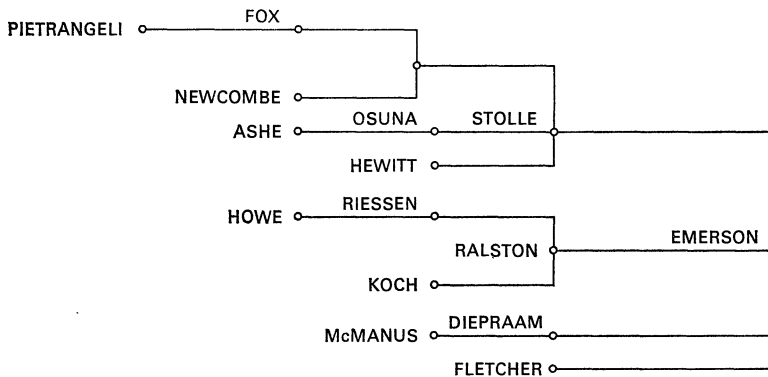 FOX
PIETRANGELI
NEWCOMBE
OSUNA STOLLE
ASHE
HEWITT
RIESSEN
HOWE
EMERSON
RALSTON
KOCH
DIEPRAAM
McMANUS
FLETCHER